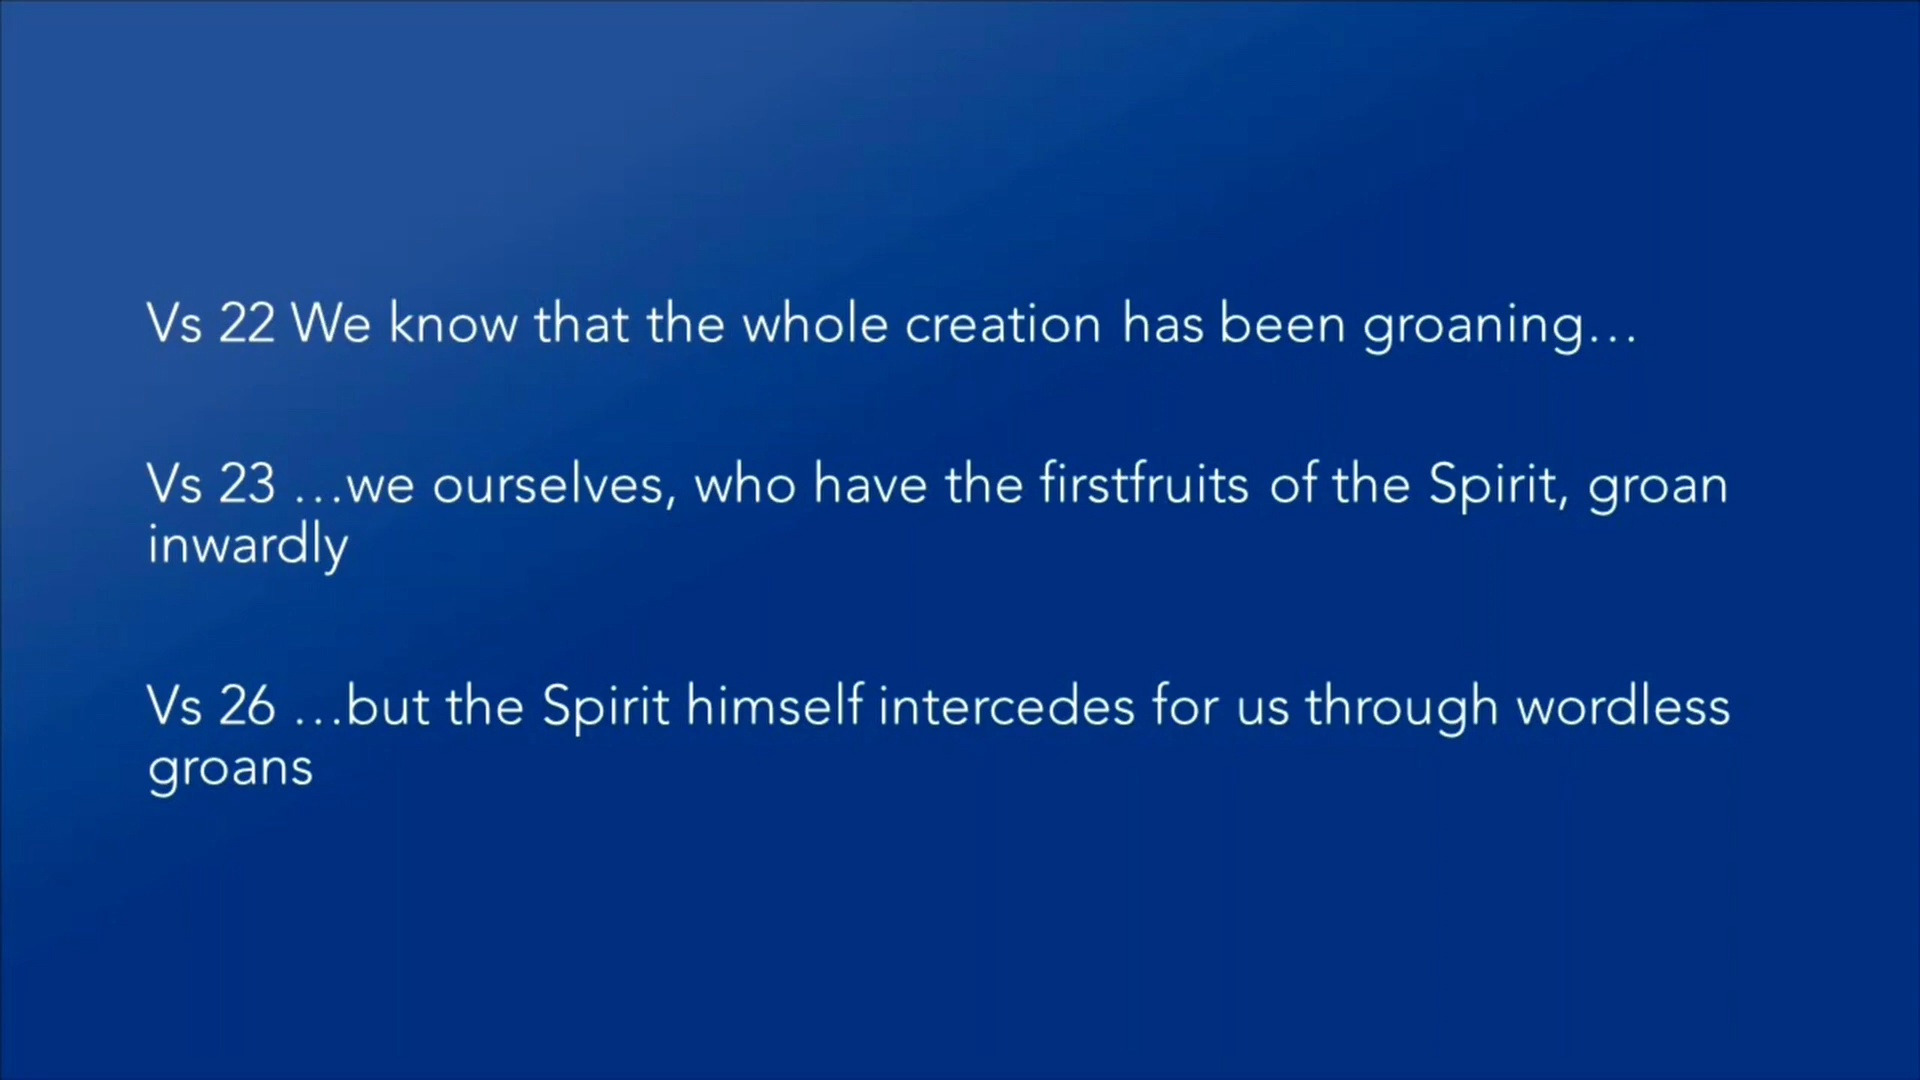 Vs 22 We know that the whole creation has been groaning…
Vs 23 …we ourselves, who have the firstfruits of the Spirit, groan
inwardly
Vs 26 …but the Spirit himself intercedes for us through wordless
groans